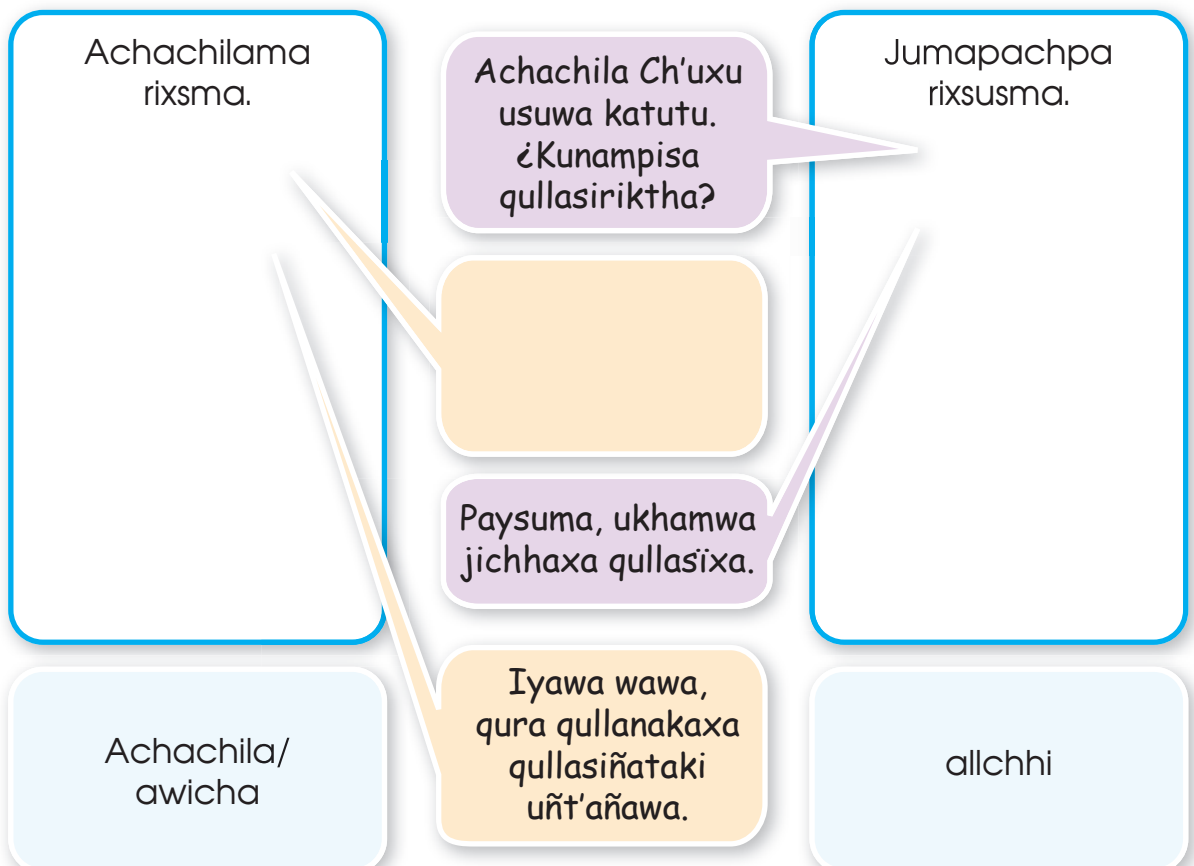 Achachilama
rixsma.
Achachila Ch'uxu
usuwa katutu.
¿Kunampisa
qullasiriktha?
Jumapachpa
rixsusma.
Paysuma, ukhamwa
jichhaxa qullasïxa.
Iyawa wawa,
qura qullanakaxa
qullasiñataki
uñt'añawa.
Achachila/
awicha
allchhi